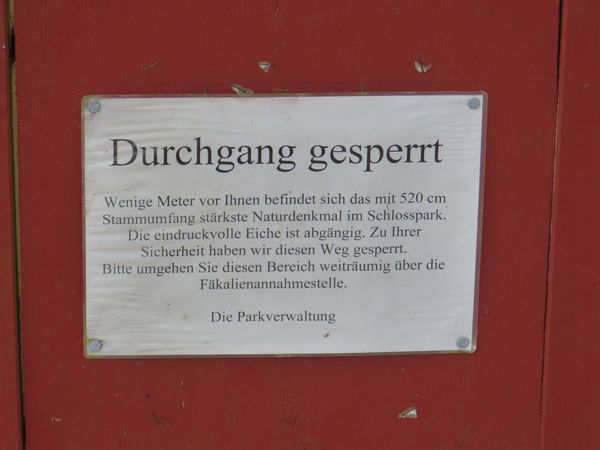 Durchgang gesperrt
Wenige Meter vor Ihnen befindet sich das mit 520 cm
Stammumfang stärkste Naturdenkmal im Schlosspark.
Die eindruckvolle Eiche ist abgängig. Zu Ihrer
Sicherheit haben wir diesen Weg gesperrt.
Bitte umgehen Sie diesen Bereich weiträumig über die
Fäkalienannahmestelle.
Die Parkverwaltung